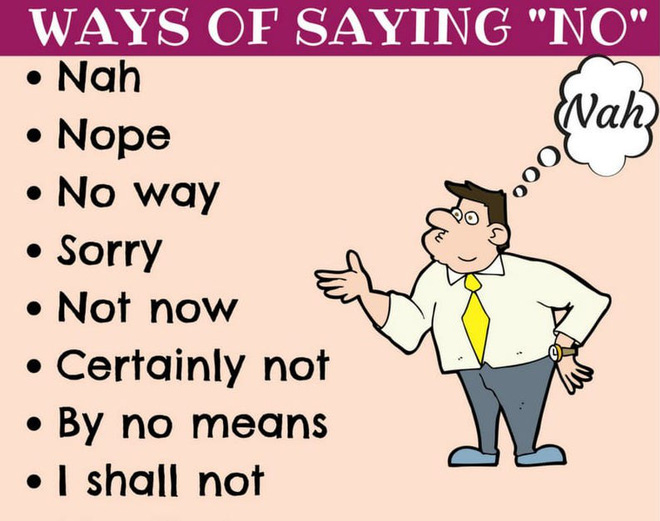 WAYS OF SAYING "NO"
• Nah
• Nope
• No way
• Sorry
• Not now
• Certainly not
• By no means
• I shall not
Nah